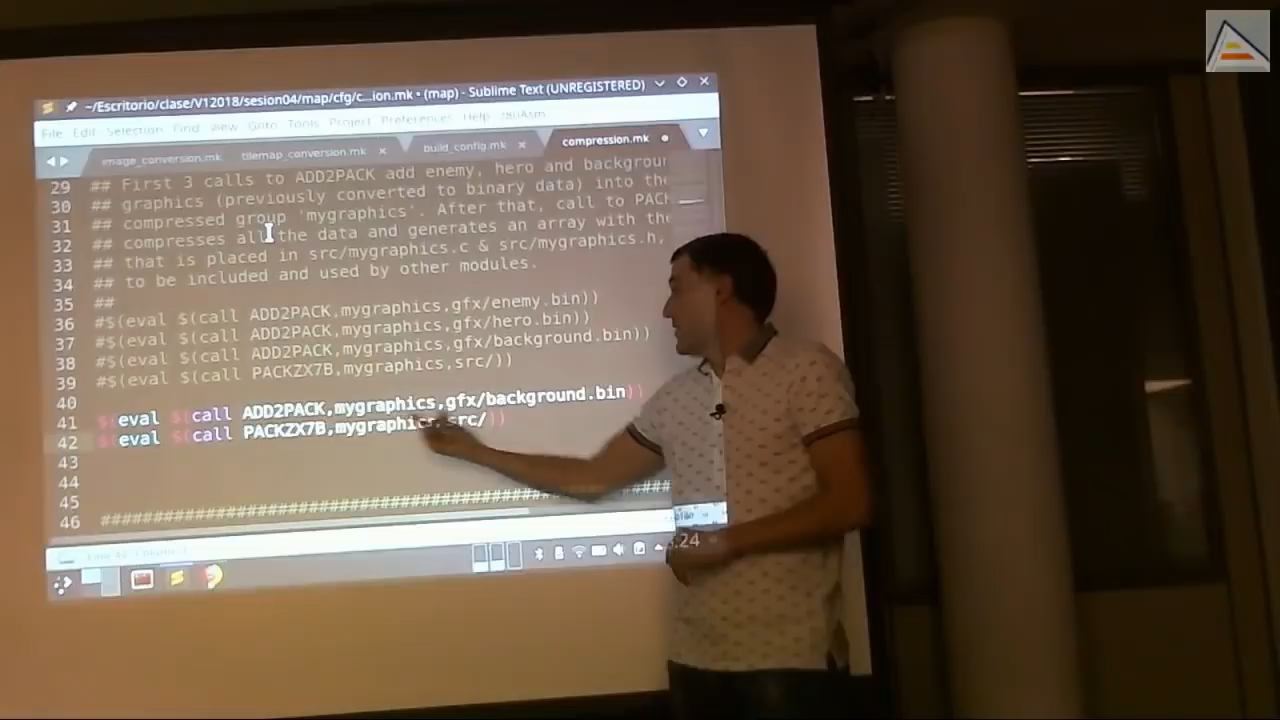 ~/Escritorio/clase/V12018/sesion04/map/cfg/c...ion.mk • (map) - Sublime Text (UNREGISTERED)
File Edit Selection Find View Goto Tools Project Preferences Help
image_conversion.mk tilemap_conversion.mk build_config.mk compression.mk
29 ## First 3 calls to ADD2PACK add enemy, hero and backgroun
30 ## graphics (previously converted to binary data) into the
31 ## compressed group 'mygraphics'. After that, call to PACK
32 ## compresses all the data and generates an array with the
33 ## that is placed in src/mygraphics.c & src/mygraphics.h,
34 ## to be included and used by other modules.
35 ##
36 #$(eval $(call ADD2PACK,mygraphics,gfx/enemy.bin))
37 #$(eval $(call ADD2PACK,mygraphics,gfx/hero.bin))
38 #$(eval $(call ADD2PACK,mygraphics,gfx/background.bin))
39 #$(eval $(call PACKZX7B,mygraphics,src/))
40
41 $(eval $(call ADD2PACK,mygraphics,gfx/background.bin))
42 $(eval $(call PACKZX7B,mygraphics,src/))
43
44
45
46 ####################################################